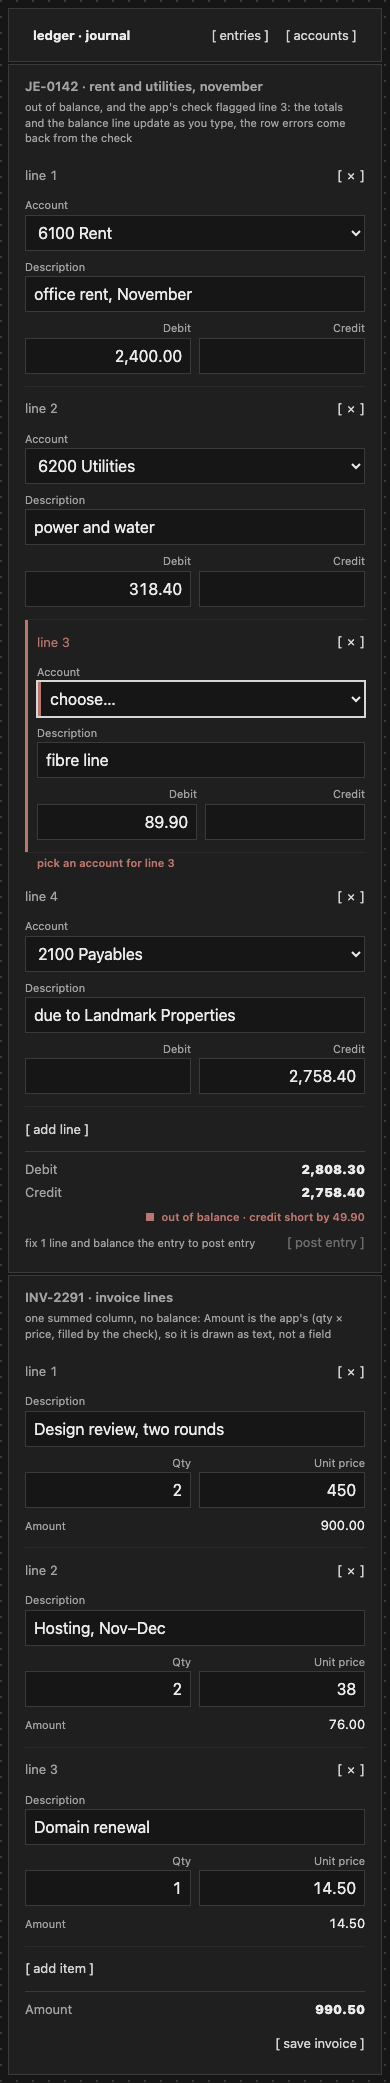 ledger · journal [ entries ] [ accounts ]
JE-0142 · rent and utilities, november
out of balance, and the app's check flagged line 3: the totals
and the balance line update as you type, the row errors come
back from the check
line 1 [ × ]
Account
6100 Rent
Description
office rent, November
Debit Credit
2,400.00
line 2 [ × ]
Account
6200 Utilities
Description
power and water
Debit Credit
318.40
line 3 [ × ]
Account
choose...
Description
fibre line
Debit Credit
89.90
pick an account for line 3
line 4 [ × ]
Account
2100 Payables
Description
due to Landmark Properties
Debit Credit
2,758.40
[ add line ]
Debit 2,808.30
Credit 2,758.40
out of balance · credit short by 49.90
fix 1 line and balance the entry to post entry [ post entry ]
INV-2291 · invoice lines
one summed column, no balance: Amount is the app's (qty ×
price, filled by the check), so it is drawn as text, not a field
line 1 [ × ]
Description
Design review, two rounds
Qty Unit price
2 450
Amount 900.00
line 2 [ × ]
Description
Hosting, Nov–Dec
Qty Unit price
2 38
Amount 76.00
line 3 [ × ]
Description
Domain renewal
Qty Unit price
1 14.50
Amount 14.50
[ add item ]
Amount 990.50
[ save invoice ]